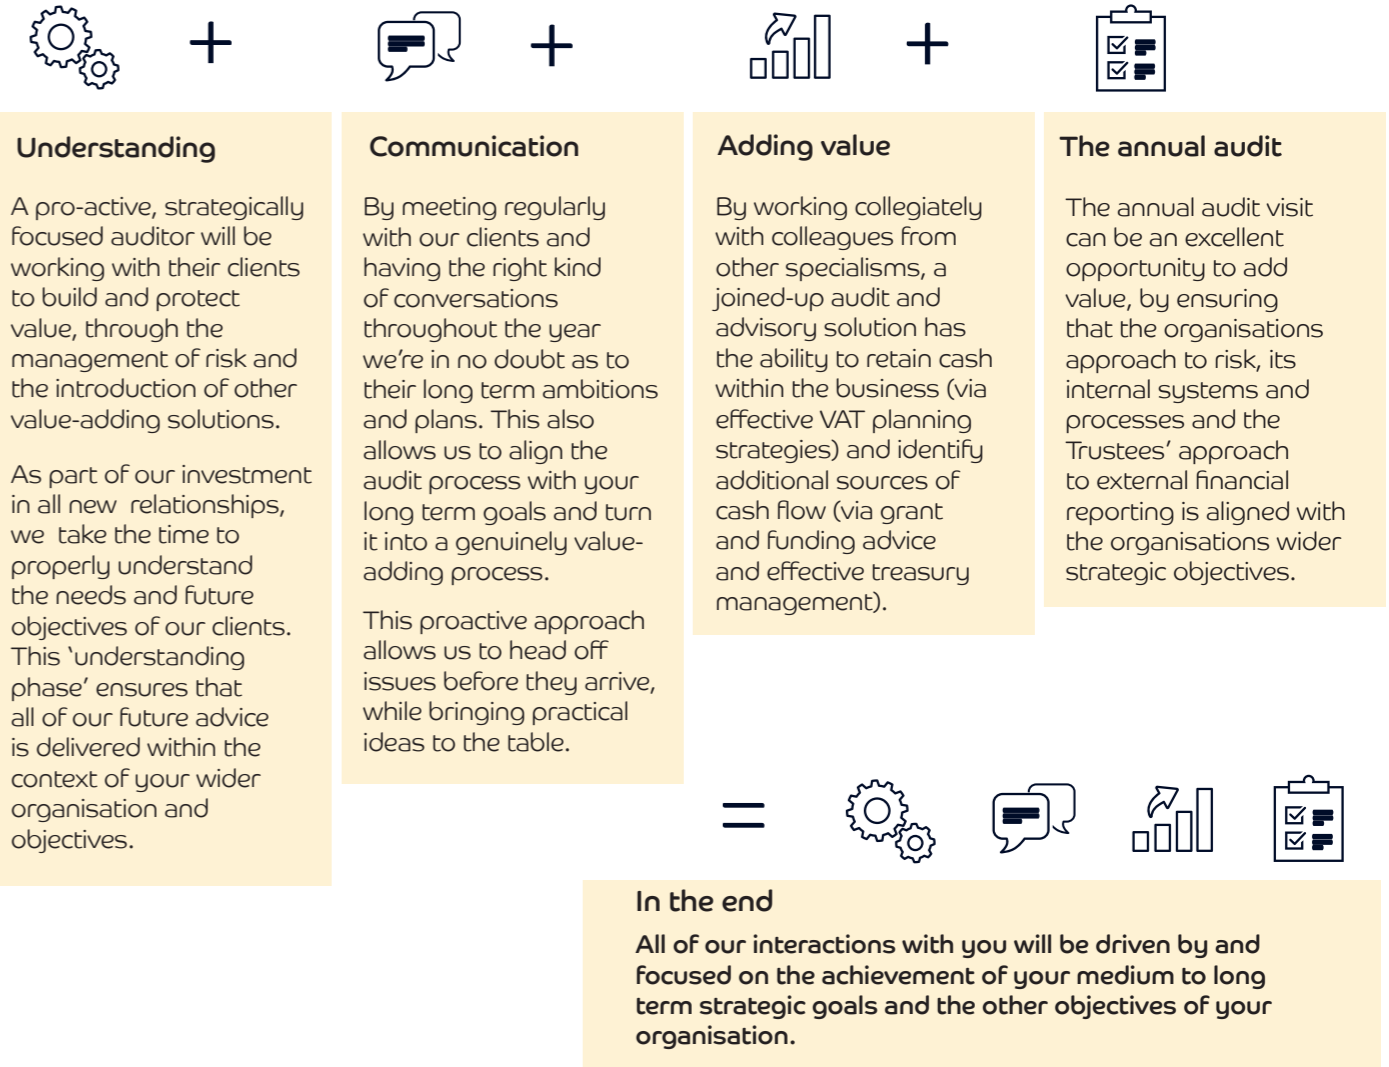 Understanding
A pro-active, strategically
focused auditor will be
working with their clients
to build and protect
value, through the
management of risk and
the introduction of other
value-adding solutions.
As part of our investment
in all new relationships,
we take the time to
properly understand
the needs and future
objectives of our clients.
This ‘understanding
phase’ ensures that
all of our future advice
is delivered within the
context of your wider
organisation and
objectives.
Communication
By meeting regularly
with our clients and
having the right kind
of conversations
throughout the year
we’re in no doubt as to
their long term ambitions
and plans. This also
allows us to align the
audit process with your
long term goals and turn
it into a genuinely value-
adding process.
This proactive approach
allows us to head off
issues before they arrive,
while bringing practical
ideas to the table.
Adding value
By working collegiately
with colleagues from
other specialisms, a
joined-up audit and
advisory solution has
the ability to retain cash
within the business (via
effective VAT planning
strategies) and identify
additional sources of
cash flow (via grant
and funding advice
and effective treasury
management).
The annual audit
The annual audit visit
can be an excellent
opportunity to add
value, by ensuring
that the organisations
approach to risk, its
internal systems and
processes and the
Trustees’ approach
to external financial
reporting is aligned with
the organisations wider
strategic objectives.
In the end
All of our interactions with you will be driven by and
focused on the achievement of your medium to long
term strategic goals and the other objectives of your
organisation.